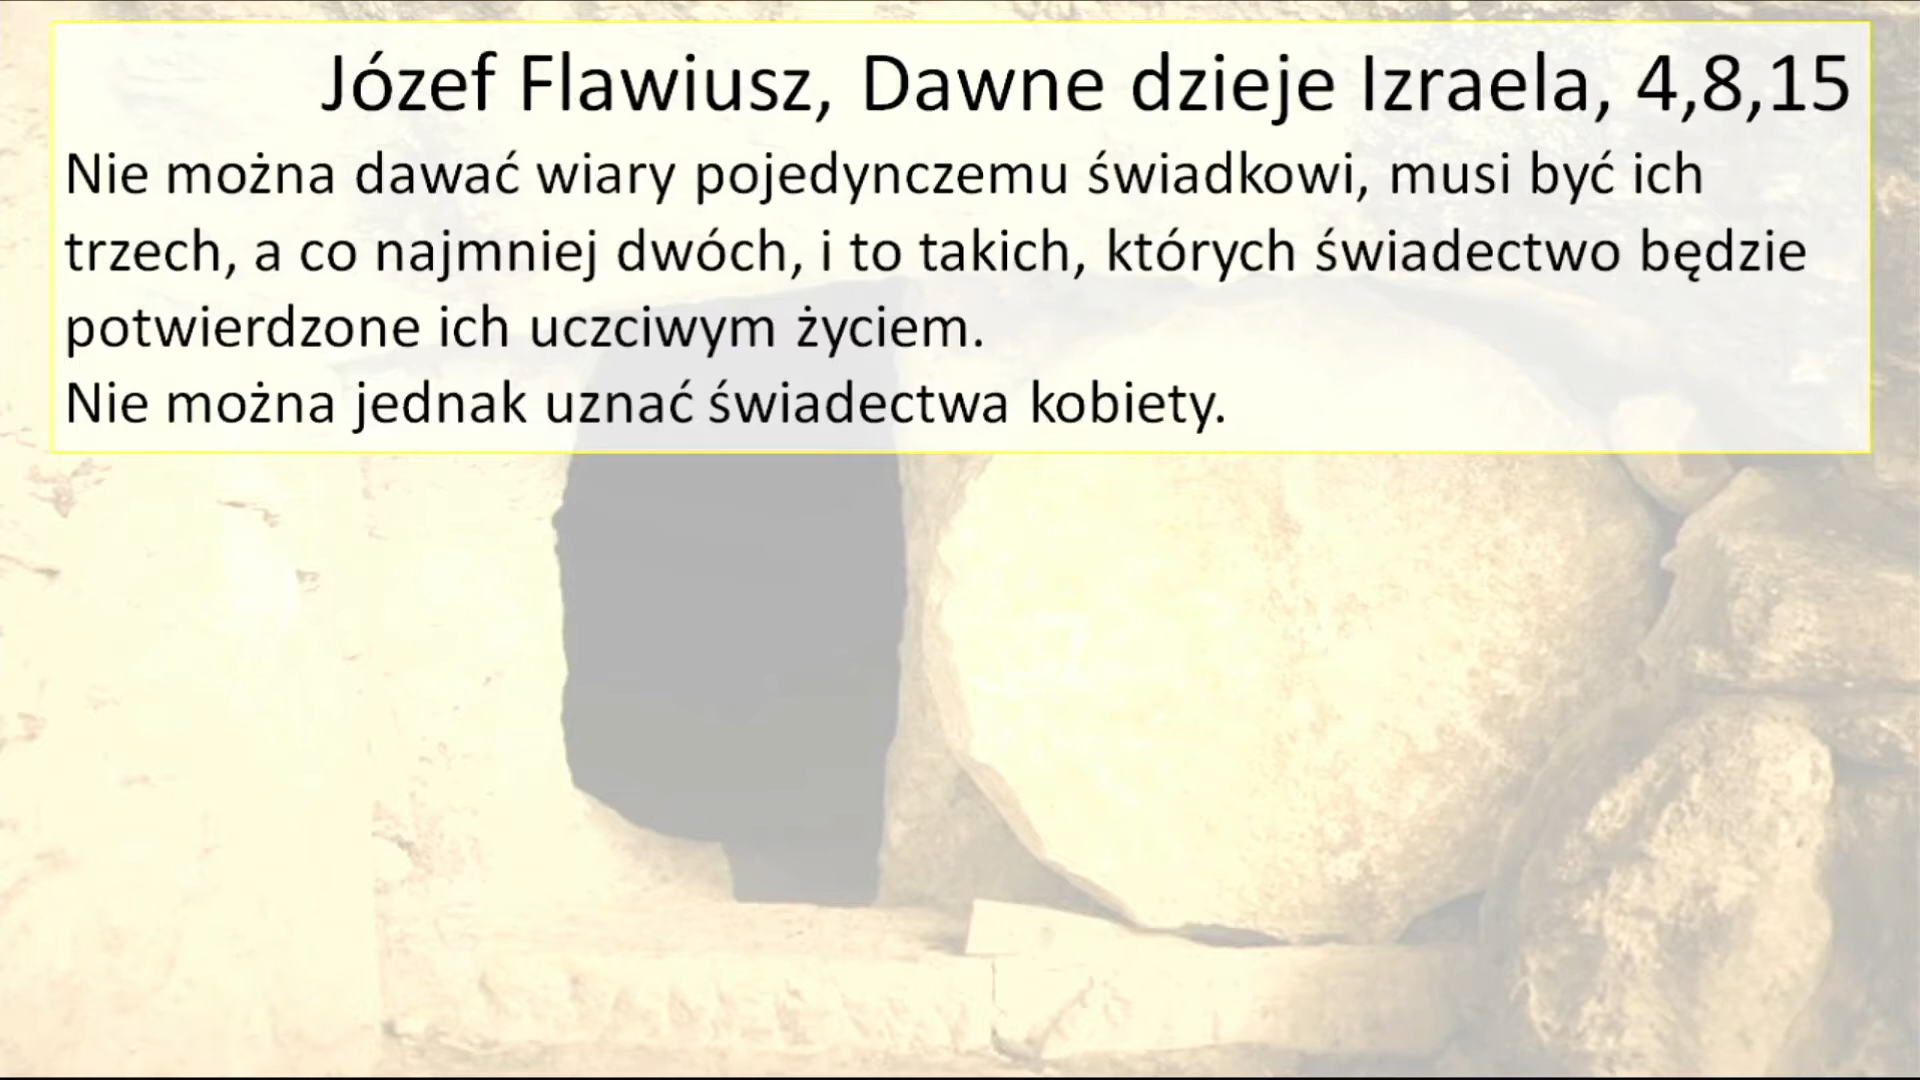 Józef Flawiusz, Dawne dzieje Izraela, 4,8,15
Nie można dawać wiary pojedynczemu świadkowi, musi być ich
trzech, a co najmniej dwóch, i to takich, których świadectwo będzie
potwierdzone ich uczciwym życiem.
Nie można jednak uznać świadectwa kobiety.